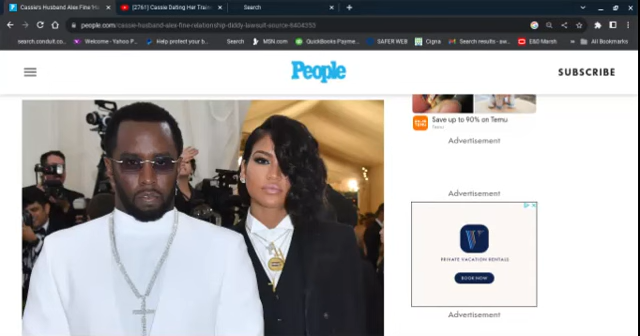 Cassie's Husband Alex Fine 'H
[2761] Cassie Dating Her Train
Search
people.com/cassie-husband-alex-fine-relationship-diddy-lawsuit-source-8404353
search.conduit.co...
Welcome - Yahoo P...
Help protect your b...
Search
MSN.com
QuickBooks Payme...
SAFER WEB
Cigna
Search results - aw...
E&O Marsh
»
All Bookmarks
People
SUBSCRIBE
Save up to 90% on Temu
Temu
Advertisement
Advertisement
PRIVATE VACATION RENTALS
BOOK NOW
Advertisement